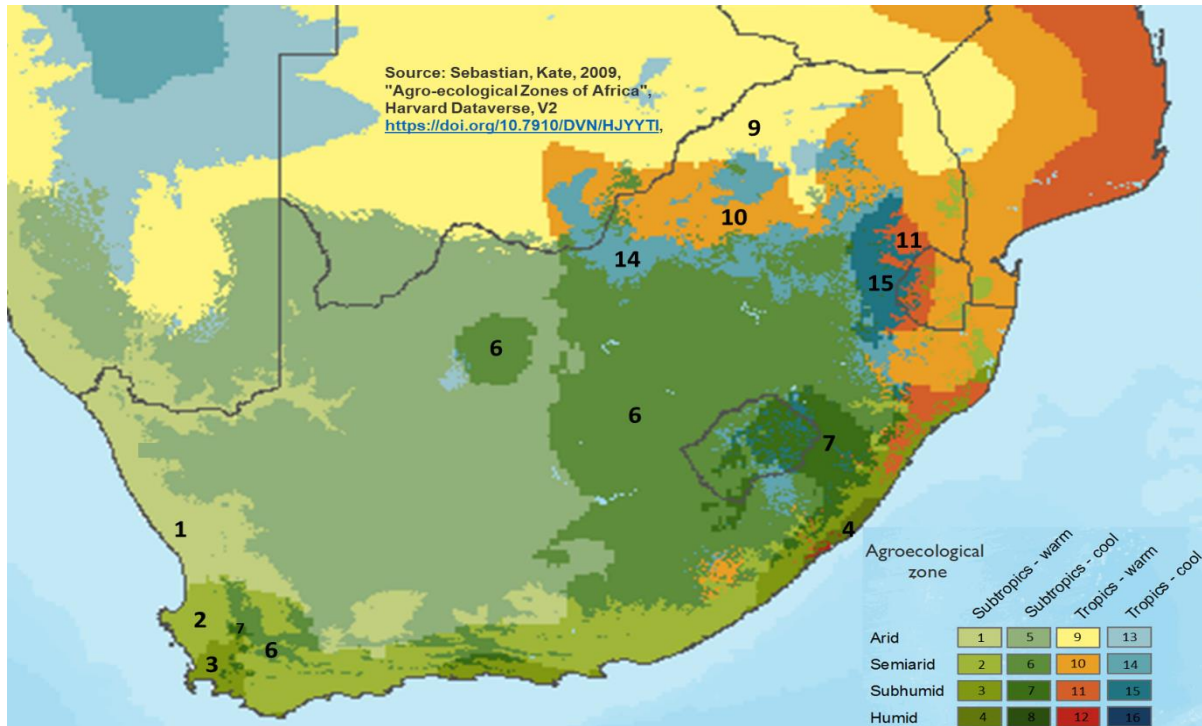 Source: Sebastian, Kate, 2009,
"Agro-ecological Zones of Africa",
Harvard Dataverse, V2
https://doi.org/10.7910/DVN/HJYYTI,
9
10
11
14
15
6
6
7
1
4
2
7
6
3
Agroecological
zone
Subtropics - warm
Subtropics - cool
Tropics - warm
Tropics - cool
Arid 1 5 9 13
Semiarid 2 6 10 14
Subhumid 3 7 11 15
Humid 4 8 12 16